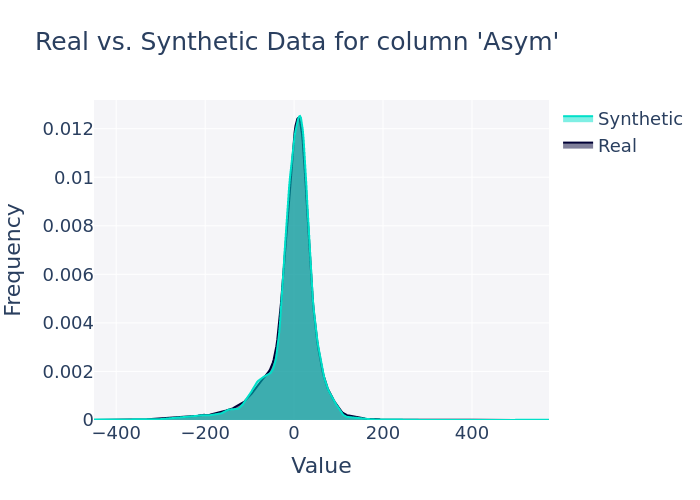 Real vs. Synthetic Data for column 'Asym'
Synthetic
Real
0.012
0.01
0.008
0.006
0.004
0.002
0
−400
−200
0
200
400
Frequency
Value